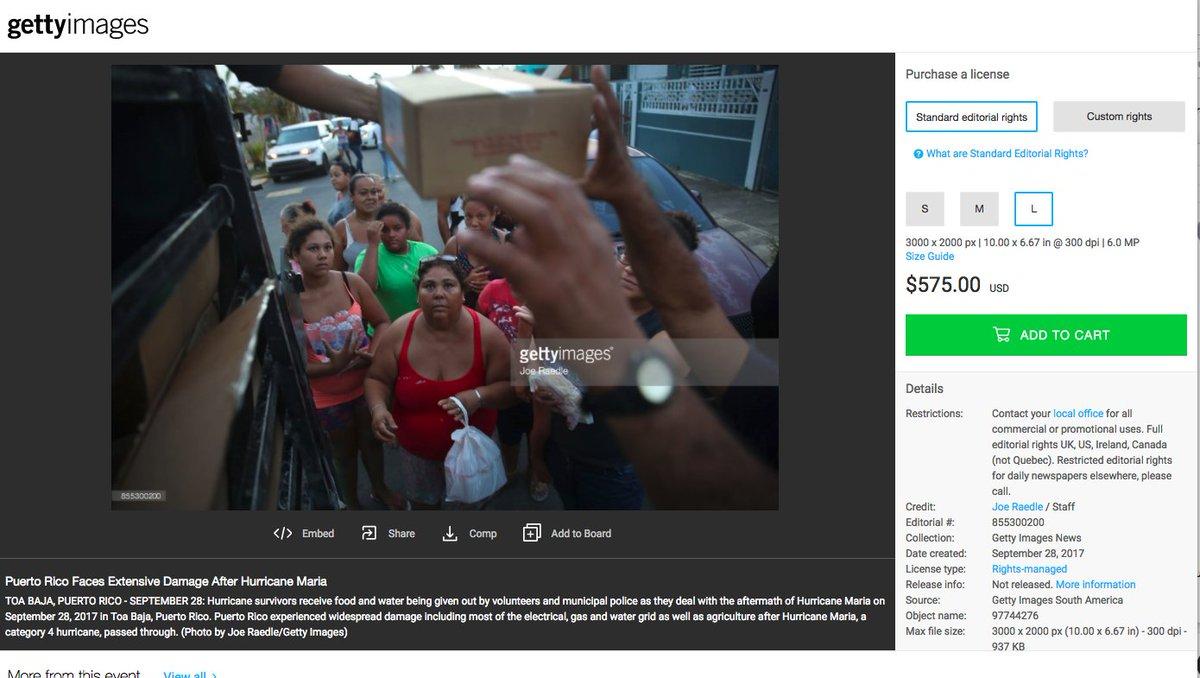 gettyimages
Purchase a license
Standard editorial rights
Custom rights
What are Standard Editorial Rights?
S
M
L
3000 x 2000 px | 10.00 x 6.67 in @ 300 dpi | 6.0 MP
Size Guide
$575.00 USD
ADD TO CART
gettyimages®
Joe Raedle
855300200
Embed
Share
Comp
Add to Board
Puerto Rico Faces Extensive Damage After Hurricane Maria
TOA BAJA, PUERTO RICO - SEPTEMBER 28: Hurricane survivors receive food and water being given out by volunteers and municipal police as they deal with the aftermath of Hurricane Maria on
September 28, 2017 in Toa Baja, Puerto Rico. Puerto Rico experienced widespread damage including most of the electrical, gas and water grid as well as agriculture after Hurricane Maria, a
category 4 hurricane, passed through. (Photo by Joe Raedle/Getty Images)
Details
Restrictions: Contact your local office for all
commercial or promotional uses. Full
editorial rights UK, US, Ireland, Canada
(not Quebec). Restricted editorial rights
for daily newspapers elsewhere, please
call.
Credit: Joe Raedle / Staff
Editorial #: 855300200
Collection: Getty Images News
Date created: September 28, 2017
License type: Rights-managed
Release info: Not released. More information
Source: Getty Images South America
Object name: 97744276
Max file size: 3000 x 2000 px (10.00 x 6.67 in) - 300 dpi -
937 KB
More from this event
View all >